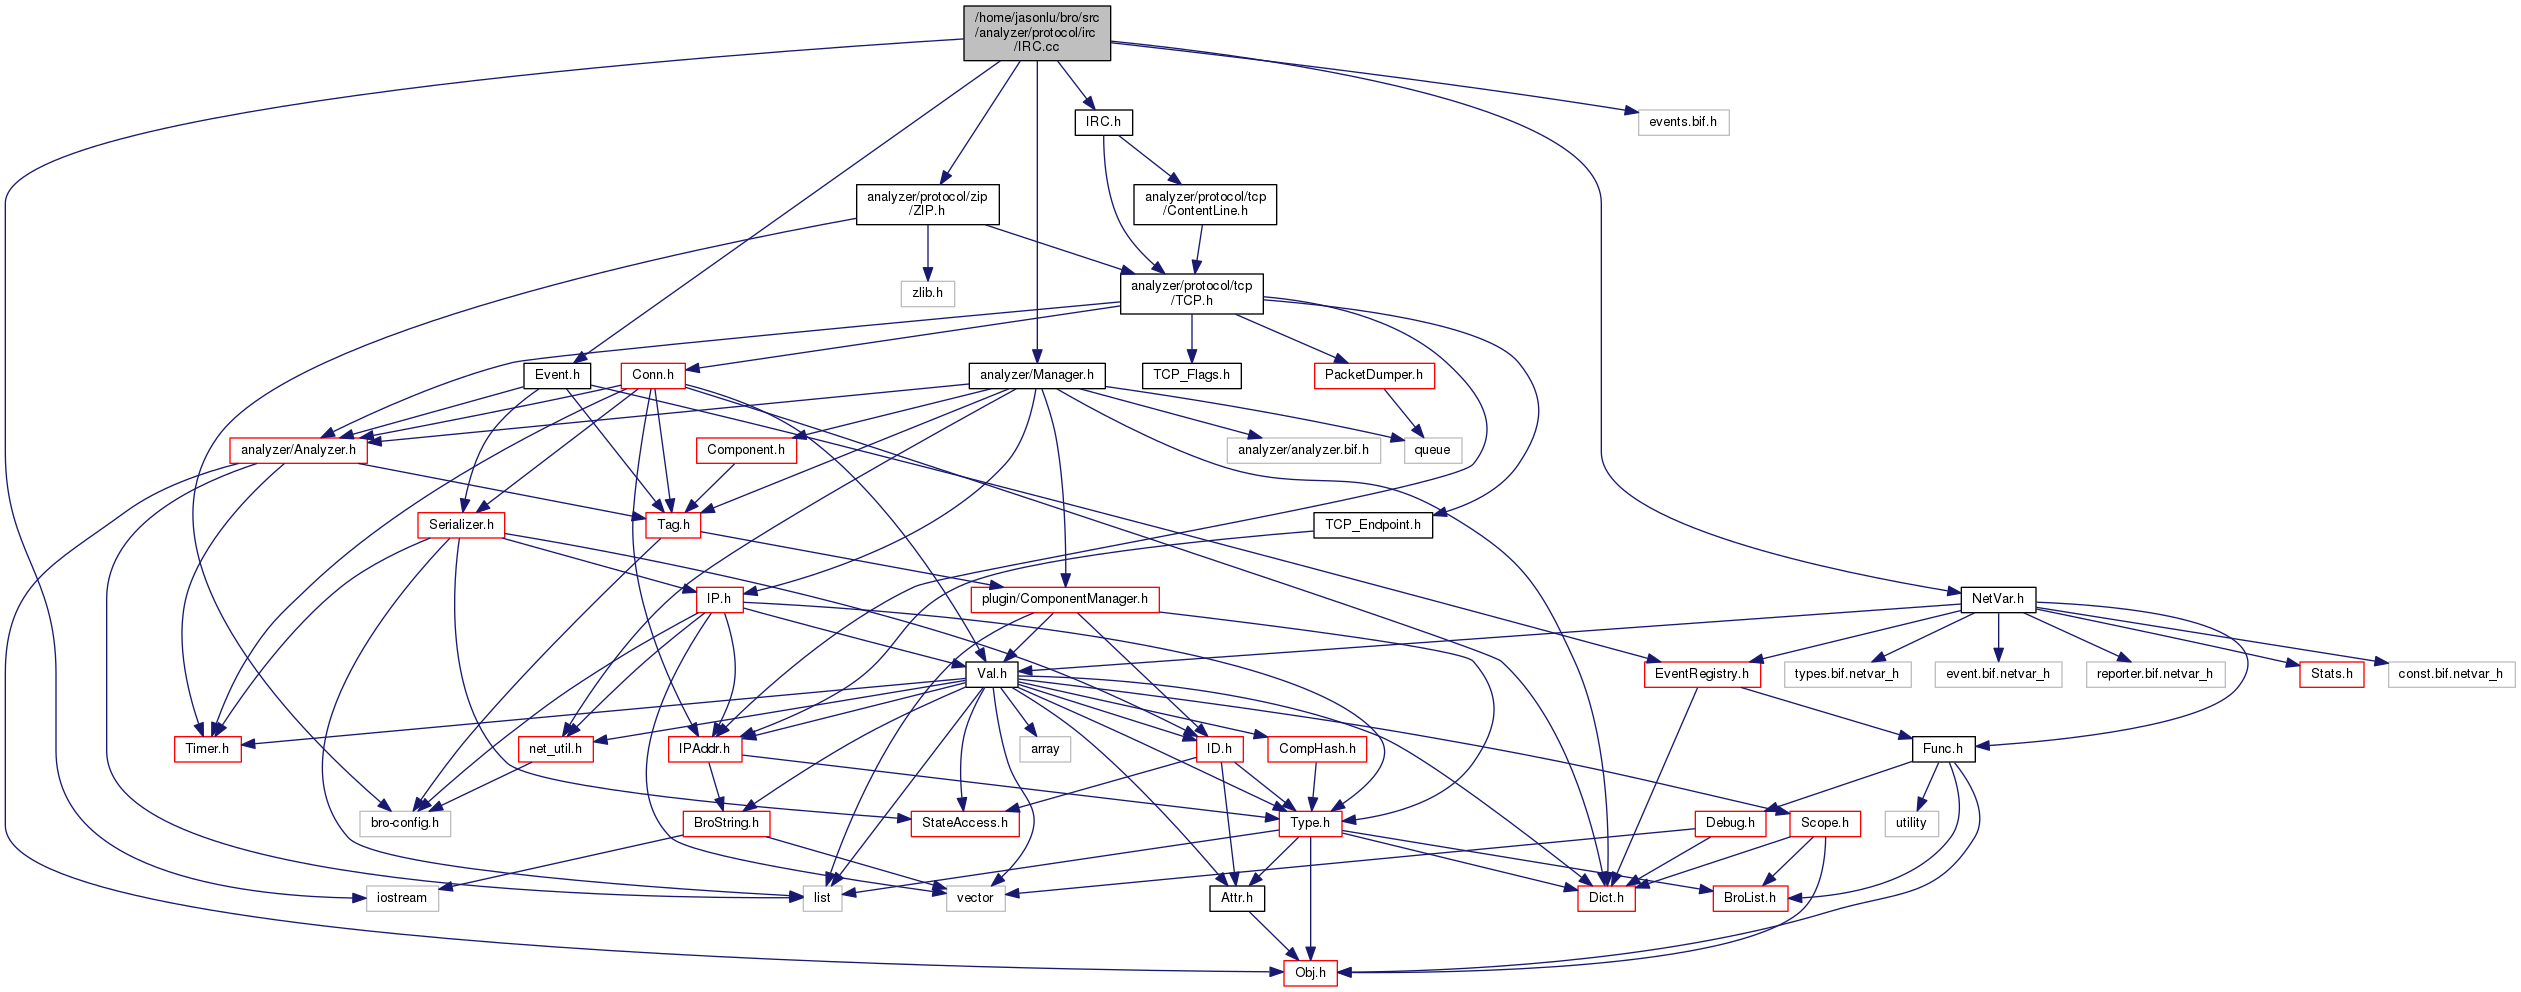 /home/jasonlu/bro/src
/analyzer/protocol/irc
/IRC.cc
IRC.h
events.bif.h
analyzer/protocol/zip
/ZIP.h
analyzer/protocol/tcp
/ContentLine.h
zlib.h
analyzer/protocol/tcp
/TCP.h
Event.h
Conn.h
analyzer/Manager.h
TCP_Flags.h
PacketDumper.h
analyzer/Analyzer.h
Component.h
analyzer/analyzer.bif.h
queue
Serializer.h
Tag.h
TCP_Endpoint.h
IP.h
plugin/ComponentManager.h
NetVar.h
Val.h
EventRegistry.h
types.bif.netvar_h
event.bif.netvar_h
reporter.bif.netvar_h
Stats.h
const.bif.netvar_h
Timer.h
net_util.h
IPAddr.h
array
ID.h
CompHash.h
Func.h
bro-config.h
BroString.h
StateAccess.h
Type.h
Debug.h
Scope.h
utility
iostream
list
vector
Attr.h
Dict.h
BroList.h
Obj.h